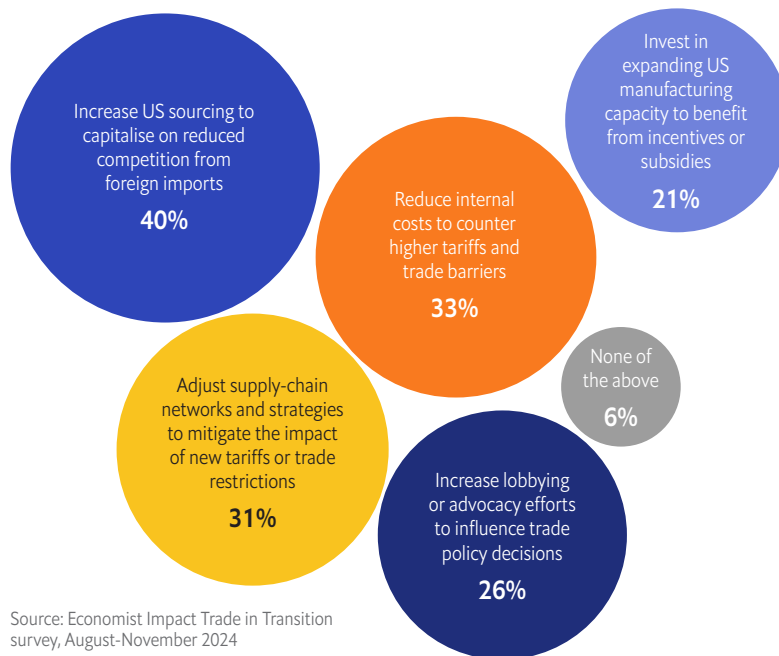 Increase US sourcing to
capitalise on reduced
competition from
foreign imports
40%
Invest in
expanding US
manufacturing
capacity to benefit
from incentives or
subsidies
21%
Reduce internal
costs to counter
higher tariffs and
trade barriers
33%
None of
the above
6%
Adjust supply-chain
networks and strategies
to mitigate the impact
of new tariffs or trade
restrictions
31%
Increase lobbying
or advocacy efforts
to influence trade
policy decisions
26%
Source: Economist Impact Trade in Transition
survey, August-November 2024